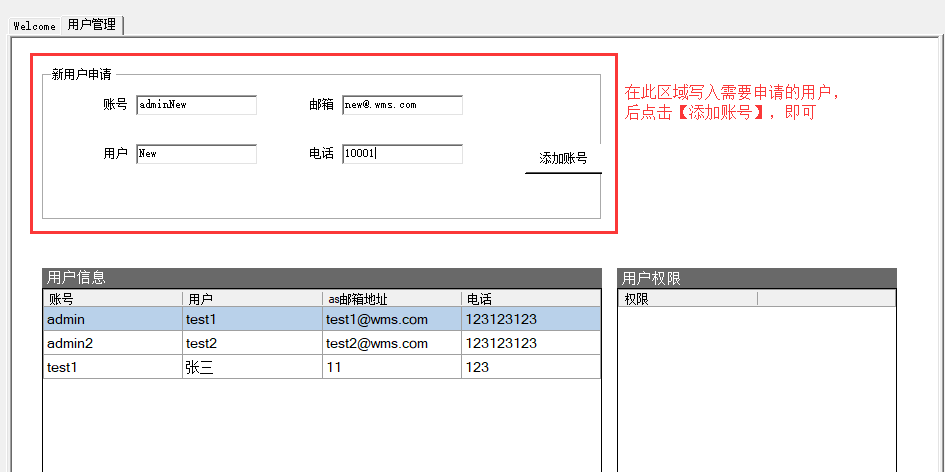 Welcome 用户管理
新用户申请
账号 adminNew 邮箱 new@.wms.com
在此区域写入需要申请的用户，
后点击【添加账号】，即可
用户 New 电话 10001
添加账号
用户信息 用户权限
账号 用户 as邮箱地址 电话 权限
admin test1 test1@wms.com 123123123
admin2 test2 test2@wms.com 123123123
test1 张三 11 123